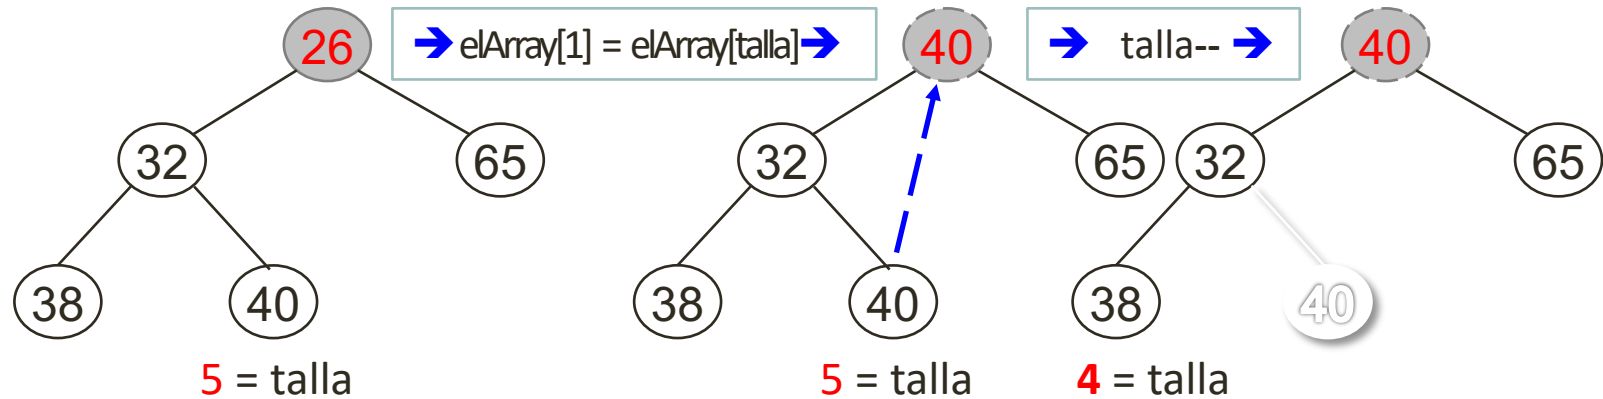 26 ➔ elArray[1] = elArray[talla] ➔ 40 ➔ talla-- ➔ 40
32 65 32 65 32 65
38 40 38 40 38 40
5 = talla 5 = talla 4 = talla